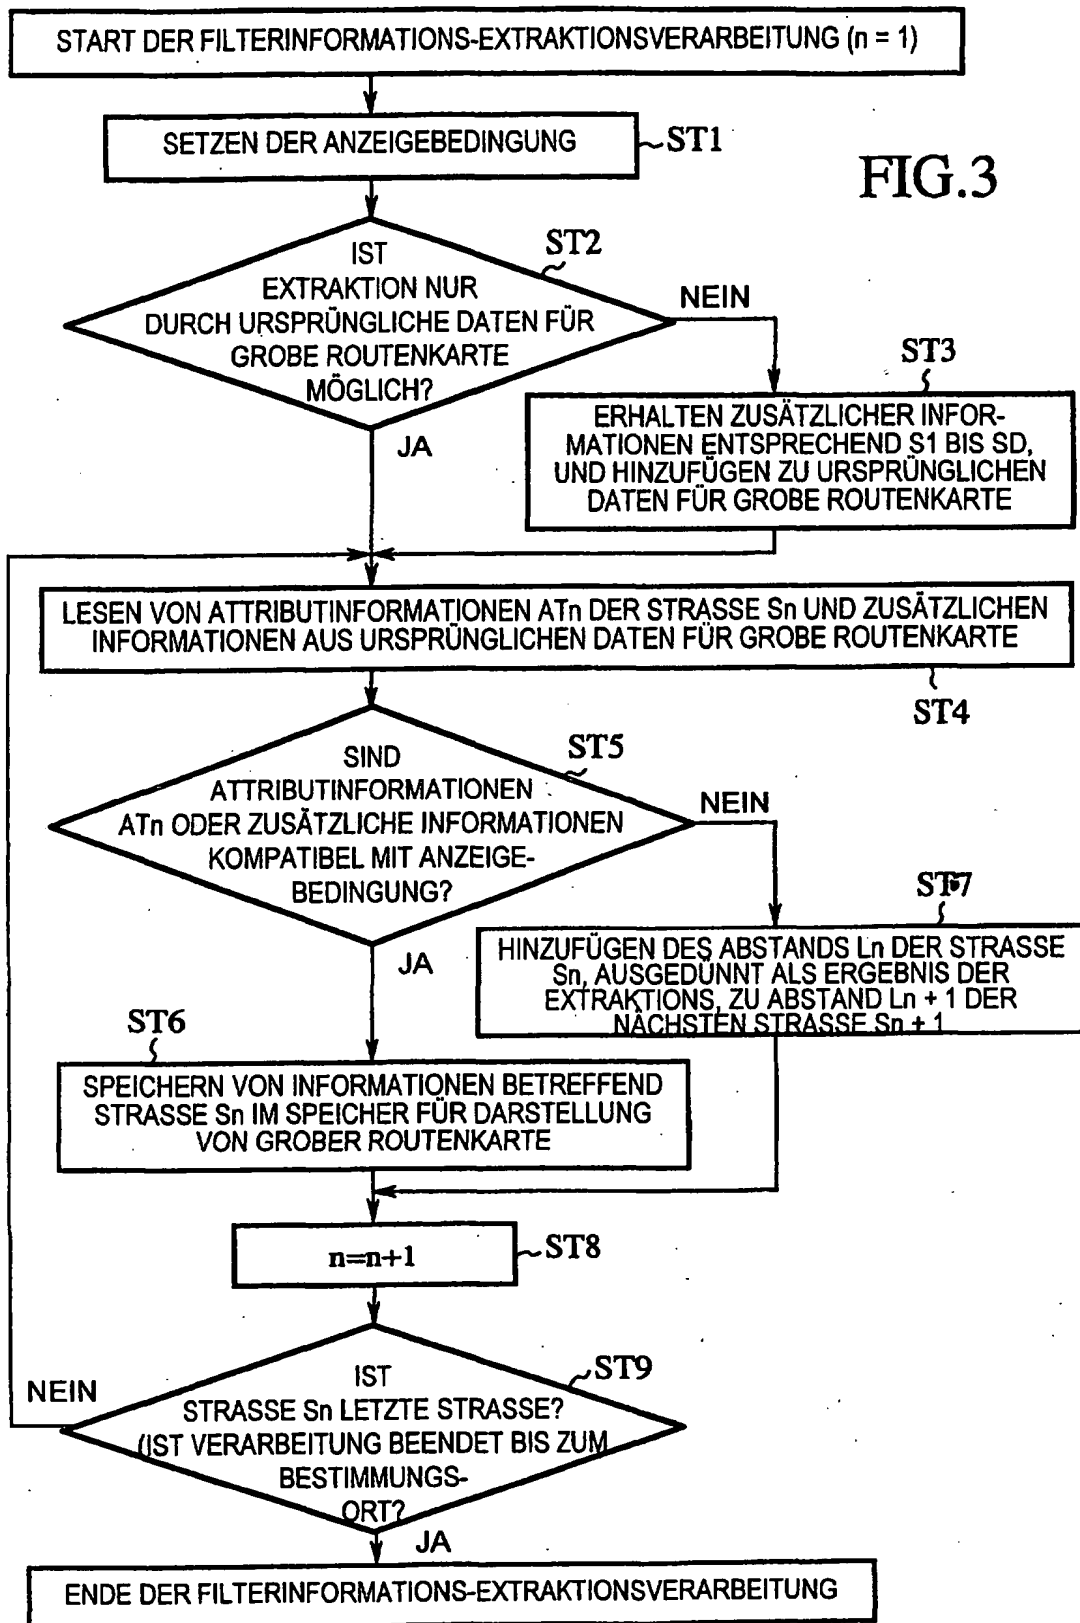 START DER FILTERINFORMATIONS-EXTRAKTIONSVERARBEITUNG (n = 1)
SETZEN DER ANZEIGEBEDINGUNG
ST1
FIG.3
ST2
IST
EXTRAKTION NUR
DURCH URSPRÜNGLICHE DATEN FÜR
GROBE ROUTENKARTE
MÖGLICH?
NEIN
JA
ST3
ERHALTEN ZUSÄTZLICHER INFOR-
MATIONEN ENTSPRECHEND S1 BIS SD,
UND HINZUFÜGEN ZU URSPRÜNGLICHEN
DATEN FÜR GROBE ROUTENKARTE
LESEN VON ATTRIBUTINFORMATIONEN ATn DER STRASSE Sn UND ZUSÄTZLICHEN
INFORMATIONEN AUS URSPRÜNGLICHEN DATEN FÜR GROBE ROUTENKARTE
ST4
ST5
SIND
ATTRIBUTINFORMATIONEN
ATn ODER ZUSÄTZLICHE INFORMATIONEN
KOMPATIBEL MIT ANZEIGE-
BEDINGUNG?
NEIN
JA
ST7
HINZUFÜGEN DES ABSTANDS Ln DER STRASSE
Sn, AUSGEDÜNNT ALS ERGEBNIS DER
EXTRAKTIONS, ZU ABSTAND Ln + 1 DER
NÄCHSTEN STRASSE Sn + 1
ST6
SPEICHERN VON INFORMATIONEN BETREFFEND
STRASSE Sn IM SPEICHER FÜR DARSTELLUNG
VON GROBER ROUTENKARTE
n=n+1
ST8
ST9
IST
STRASSE Sn LETZTE STRASSE?
(IST VERARBEITUNG BEENDET BIS ZUM
BESTIMMUNGS-
ORT?
NEIN
JA
ENDE DER FILTERINFORMATIONS-EXTRAKTIONSVERARBEITUNG